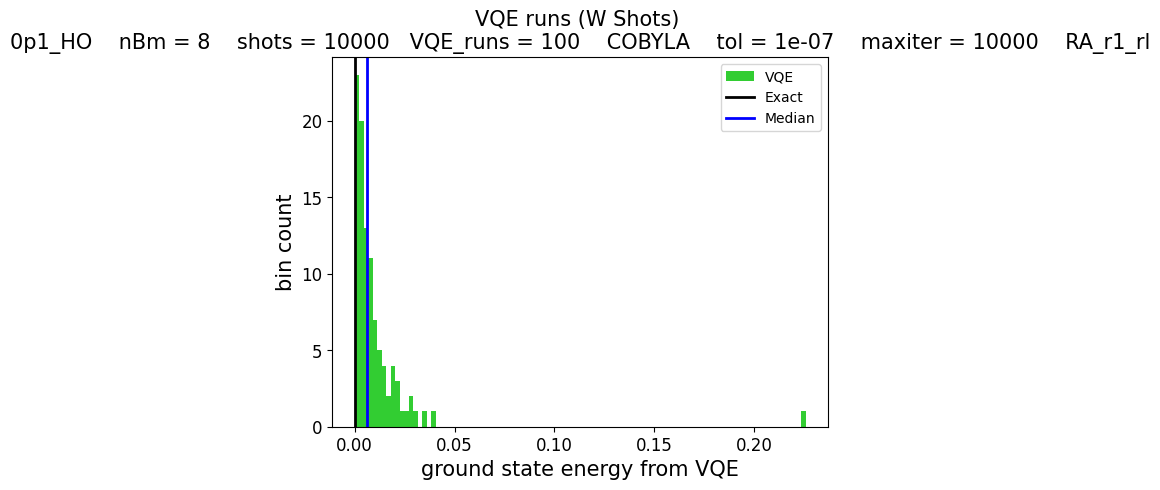 VQE runs (W Shots)
0p1_HO nBm = 8 shots = 10000 VQE_runs = 100 COBYLA tol = 1e-07 maxiter = 10000 RA_r1_rl
VQE
Exact
Median
20
15
10
5
0
bin count
0.00 0.05 0.10 0.15 0.20
ground state energy from VQE